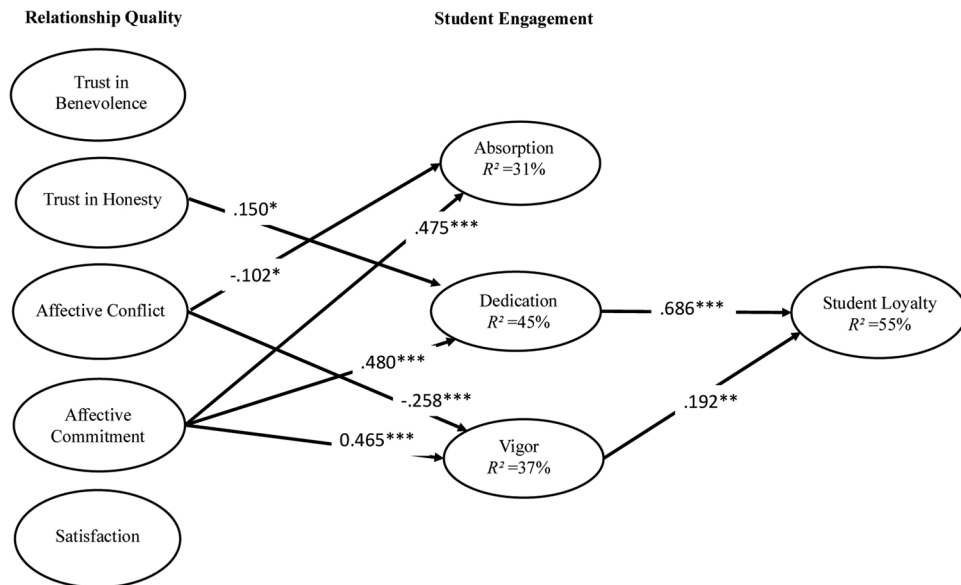 Relationship Quality
Student Engagement
Trust in
Benevolence
Absorption
R² =31%
Trust in Honesty
.150*
.475***
-.102*
Affective Conflict
Dedication
R² =45%
.686***
Student Loyalty
R² =55%
.480***
-.258***
.192**
Affective
Commitment
0.465***
Vigor
R² =37%
Satisfaction